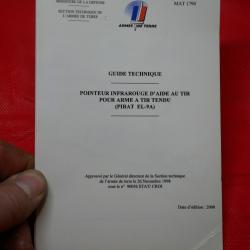 MINISTERE DE LA DEFENSE
MAT 1790
SECTION TECHNIQUE
DE L'ARMEE DE TERRE
ARMEE DE TERRE
GUIDE TECHNIQUE
POINTEUR INFRAROUGE D'AIDE AU TIR
POUR ARME A TIR TENDU
(PIRAT EL-9A)
Approuvé par le Général directeur de la Section technique
de l'armée de terre le 26 Novembre 1998
sous le n°
Date d'édition : 2000